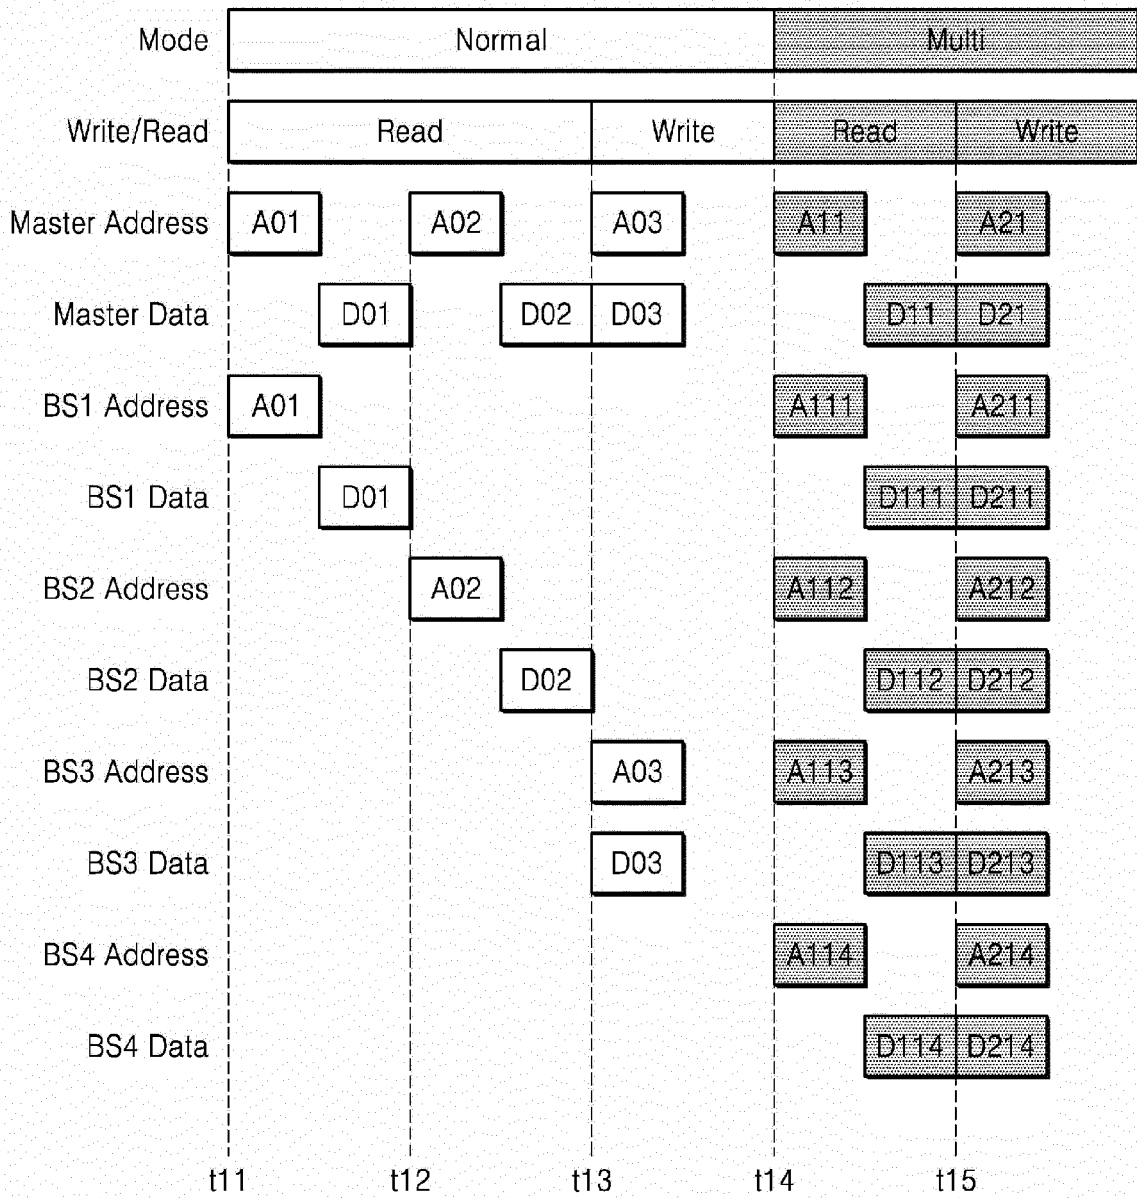 Mode Normal Multi
Write/Read Read Write Read Write
Master Address A01 A02 A03 A11 A21
Master Data D01 D02 D03 D11 D21
BS1 Address A01 A111 A211
BS1 Data D01 D111 D211
BS2 Address A02 A112 A212
BS2 Data D02 D112 D212
BS3 Address A03 A113 A213
BS3 Data D03 D113 D213
BS4 Address A114 A214
BS4 Data D114 D214
t11 t12 t13 t14 t15